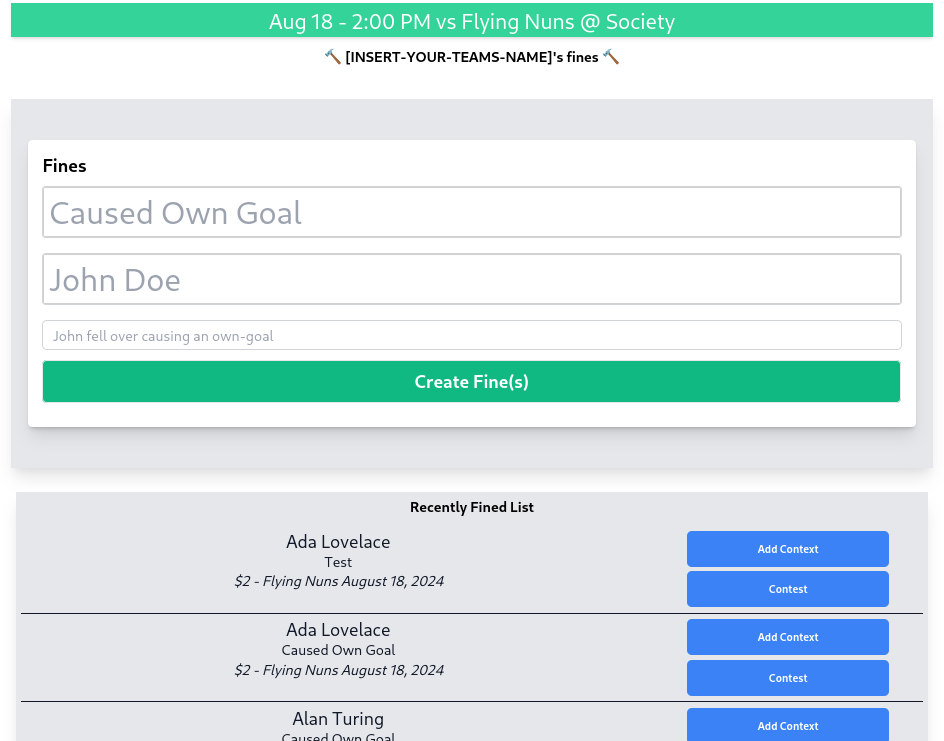 Aug 18 - 2:00 PM vs Flying Nuns @ Society
🔨 [INSERT-YOUR-TEAMS-NAME]'s fines 🔨
Fines
Caused Own Goal
John Doe
John fell over causing an own-goal
Create Fine(s)
Recently Fined List
Ada Lovelace
Test
$2 - Flying Nuns August 18, 2024
Add Context
Contest
Ada Lovelace
Caused Own Goal
$2 - Flying Nuns August 18, 2024
Add Context
Contest
Alan Turing
Caused Own Goal
Add Context